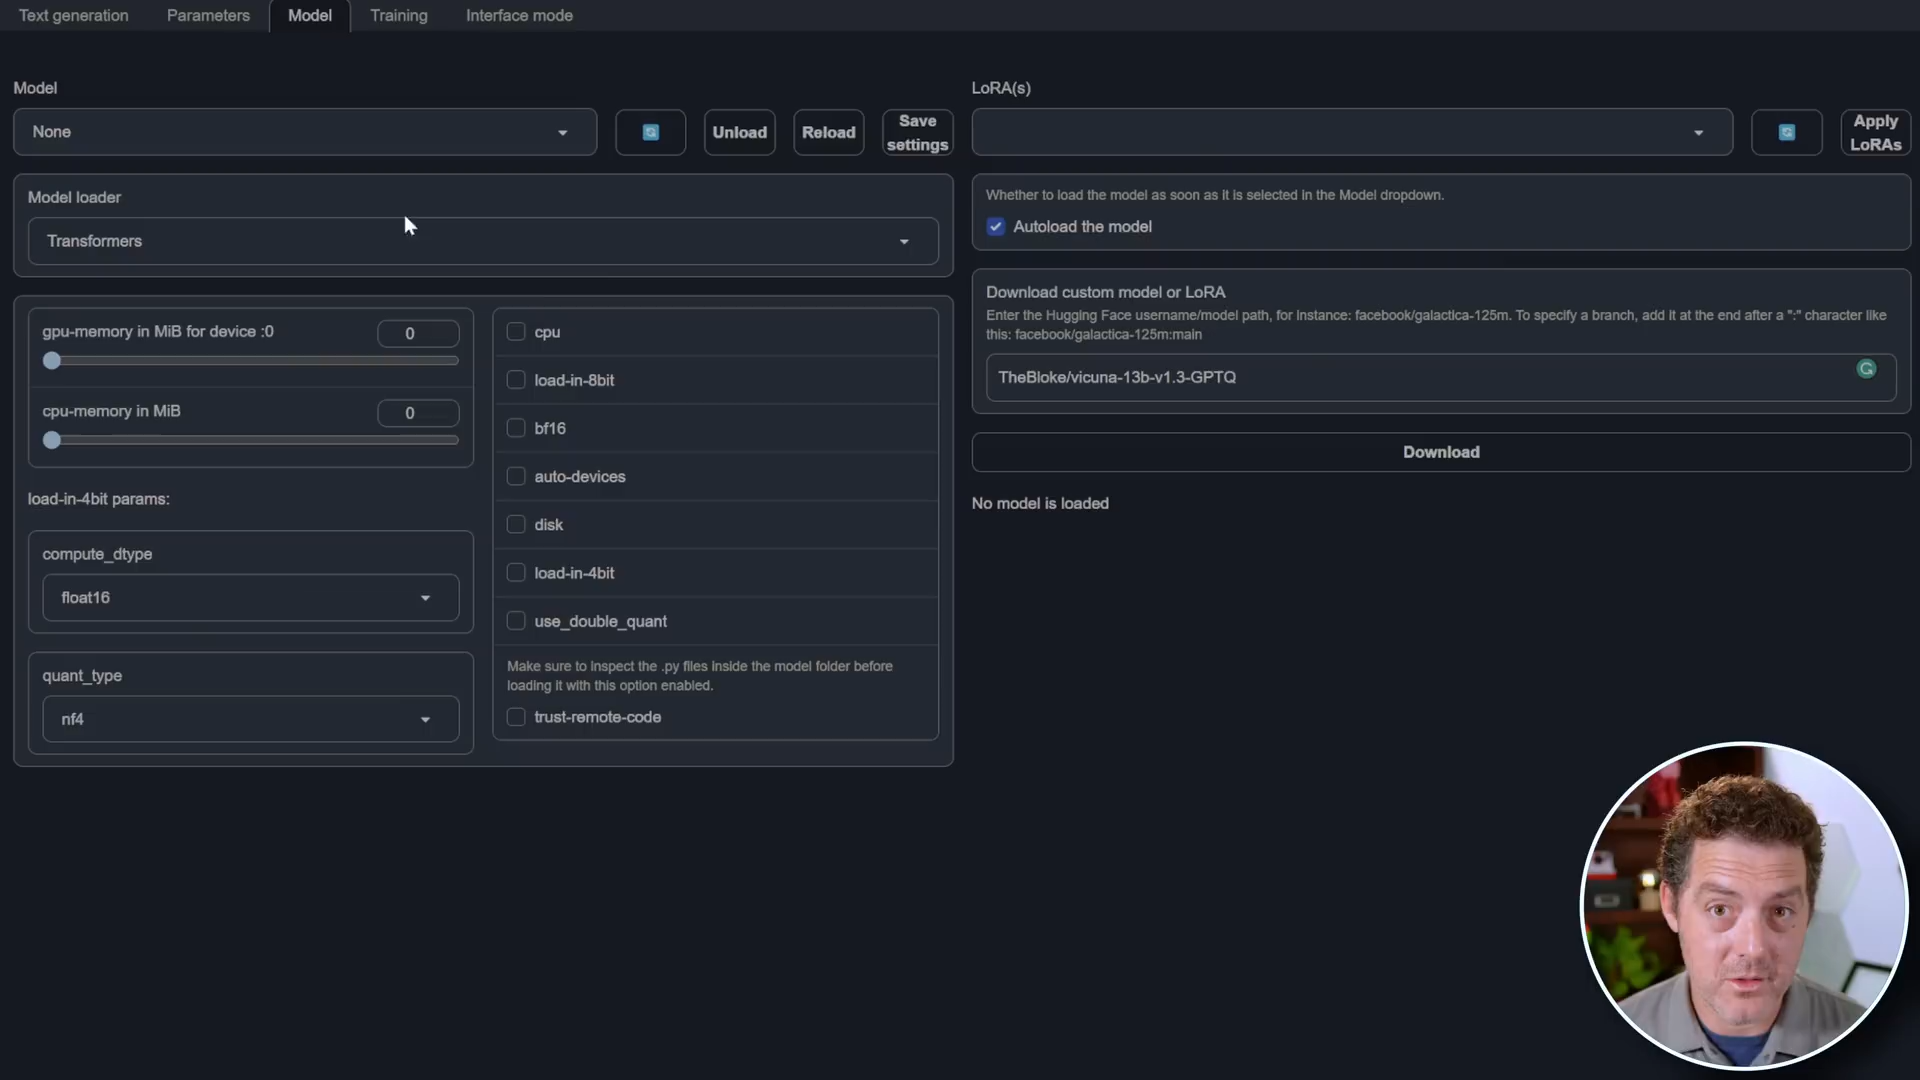 Text generation
Parameters
Model
Training
Interface mode
Model
None
Unload
Reload
Save
settings
Model loader
Transformers
gpu-memory in MiB for device :0
0
cpu-memory in MiB
0
load-in-4bit params:
compute_dtype
float16
quant_type
nf4
cpu
load-in-8bit
bf16
auto-devices
disk
load-in-4bit
use_double_quant
Make sure to inspect the .py files inside the model folder before
loading it with this option enabled.
trust-remote-code
LoRA(s)
Apply
LoRAs
Whether to load the model as soon as it is selected in the Model dropdown.
Autoload the model
Download custom model or LoRA
Enter the Hugging Face username/model path, for instance: facebook/galactica-125m. To specify a branch, add it at the end after a ":" character like
this: facebook/galactica-125m:main
TheBloke/vicuna-13b-v1.3-GPTQ
Download
No model is loaded